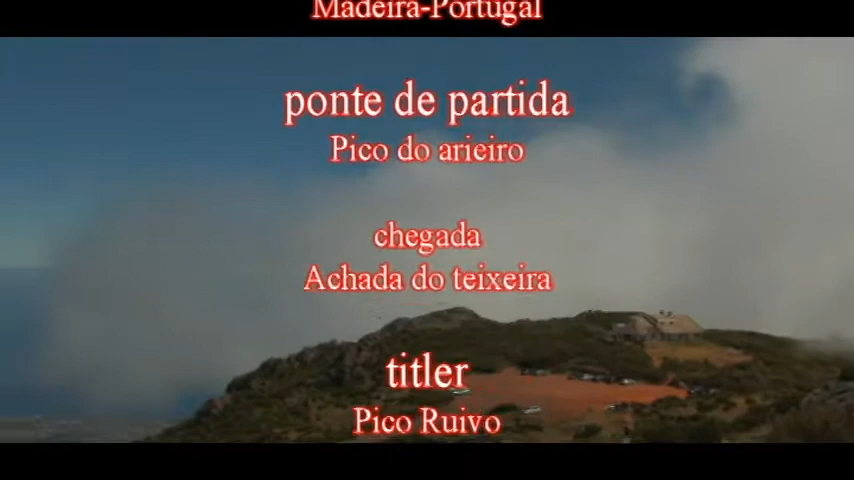 Madeira-Portugal
ponte de partida
Pico do arieiro
chegada
Achada do teixeira
titler
Pico Ruivo